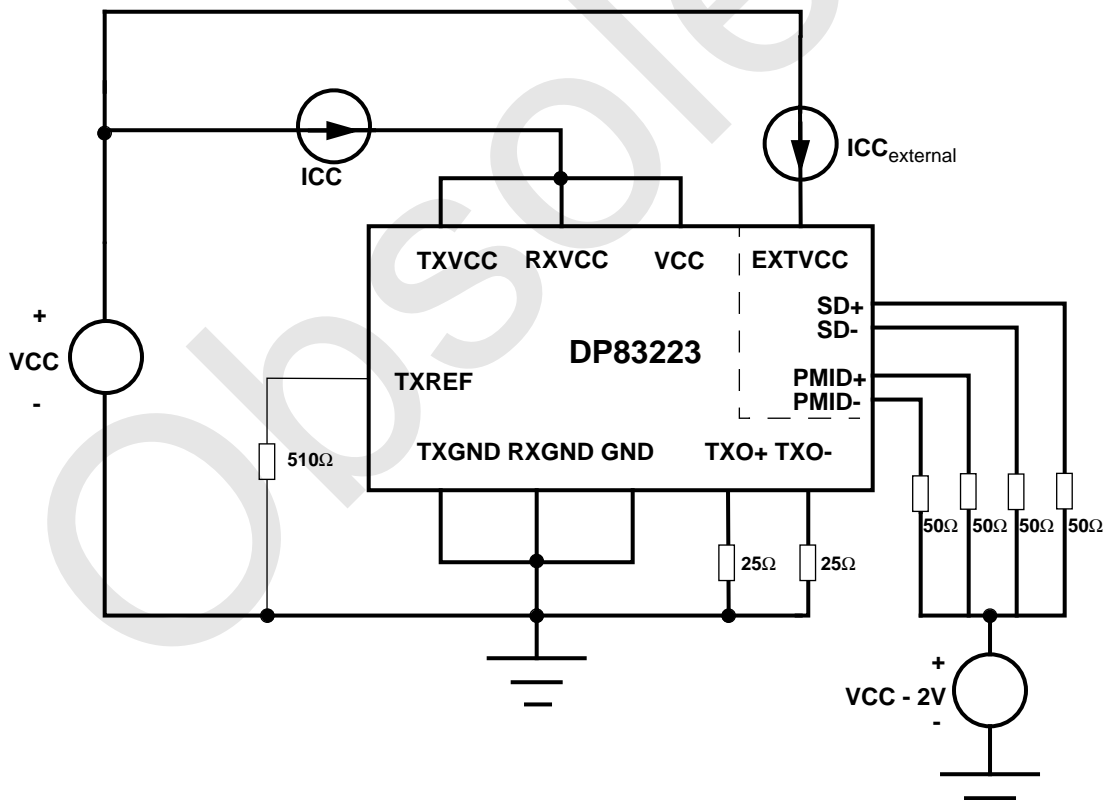 Obsole
ICC
ICCexternal
TXVCC RXVCC VCC EXTVCC
SD+
SD-
+
VCC
-
DP83223
TXREF
PMID+
PMID-
510Ω
TXGND RXGND GND TXO+ TXO-
50Ω 50Ω 50Ω 50Ω
25Ω 25Ω
+
VCC - 2V
-